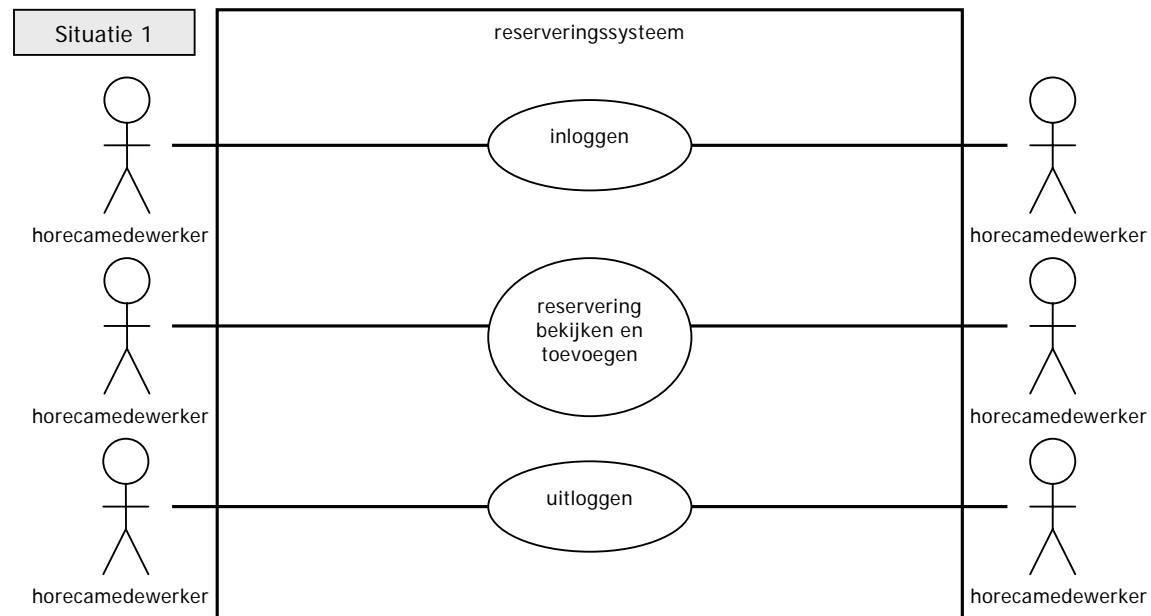 Situatie 1
reserveringssysteem
inloggen
horecamedewerker
horecamedewerker
reservering
bekijken en
toevoegen
horecamedewerker
horecamedewerker
uitloggen
horecamedewerker
horecamedewerker